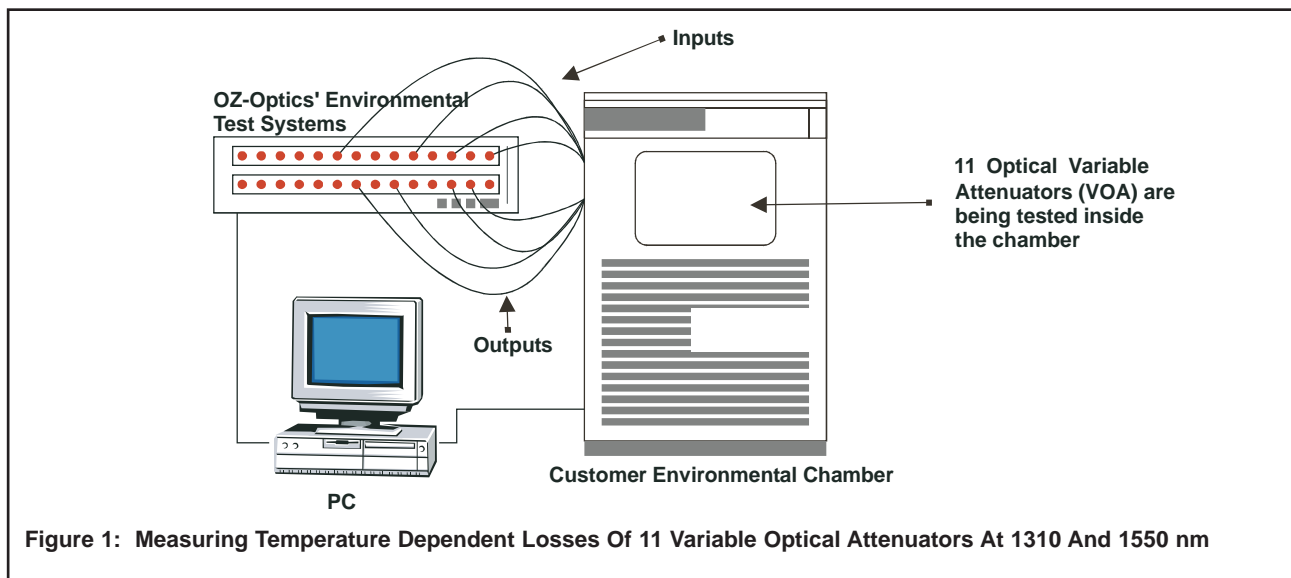 Inputs
OZ-Optics' Environmental
Test Systems
11 Optical Variable
Attenuators (VOA) are
being tested inside
the chamber
Outputs
Customer Environmental Chamber
PC
Figure 1: Measuring Temperature Dependent Losses Of 11 Variable Optical Attenuators At 1310 And 1550 nm